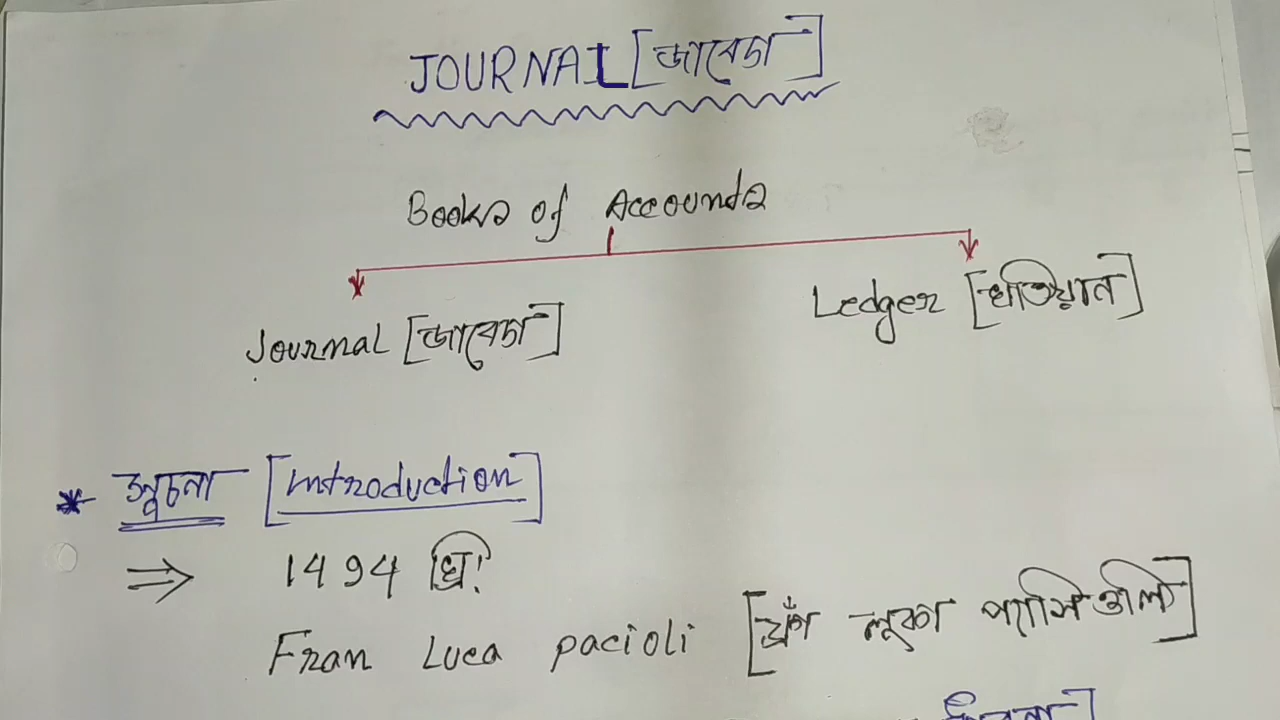 JOURNAL [জাবেদা]
Books of Accounts
Journal [জাবেদা]
Ledger [খতিয়ান]
* সূচনা [Introduction]
⇒ 1494 খ্রি:
Fran Luca pacioli [ফ্রাঁ লুকা প্যাসিওলি]